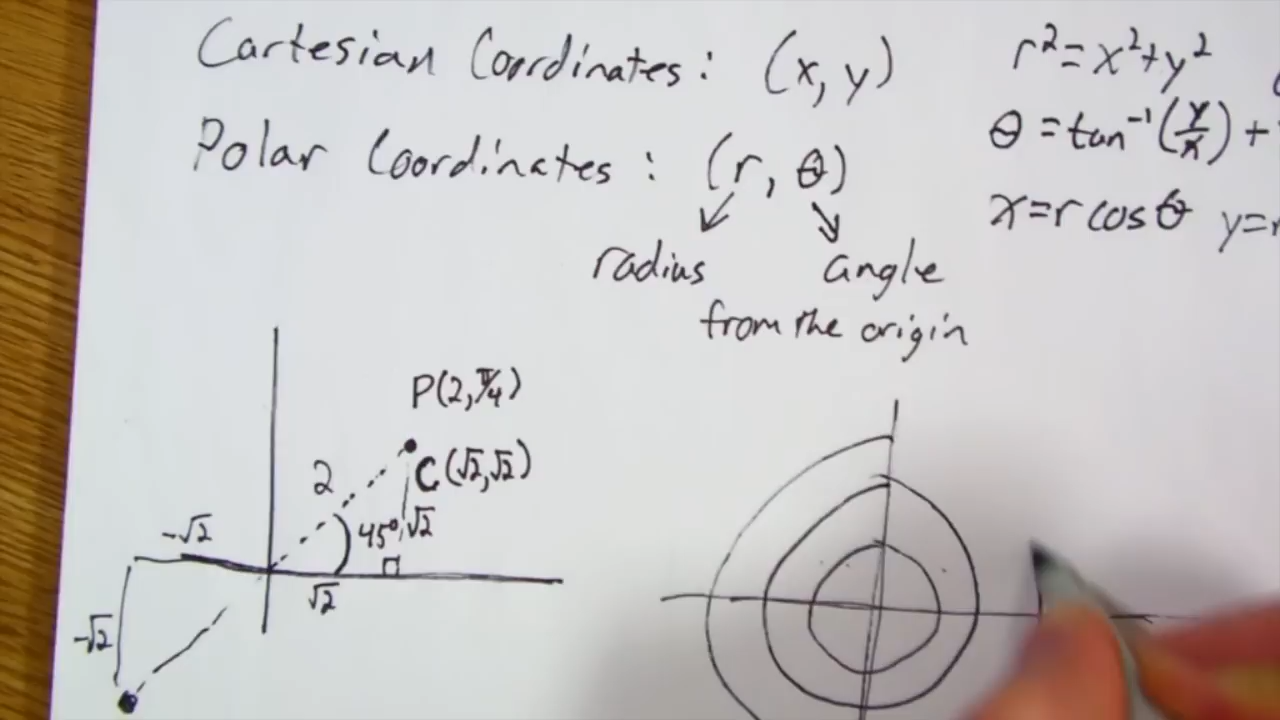 Cartesian Coordinates: (x, y)
Polar Coordinates: (r, θ)
radius angle
from the origin
r²=x²+y²
θ=tan⁻¹(y/x)+
x=r cosθ y=r
P(2,π/4)
C(√2,√2)
2
45°
√2
√2
-√2
-√2